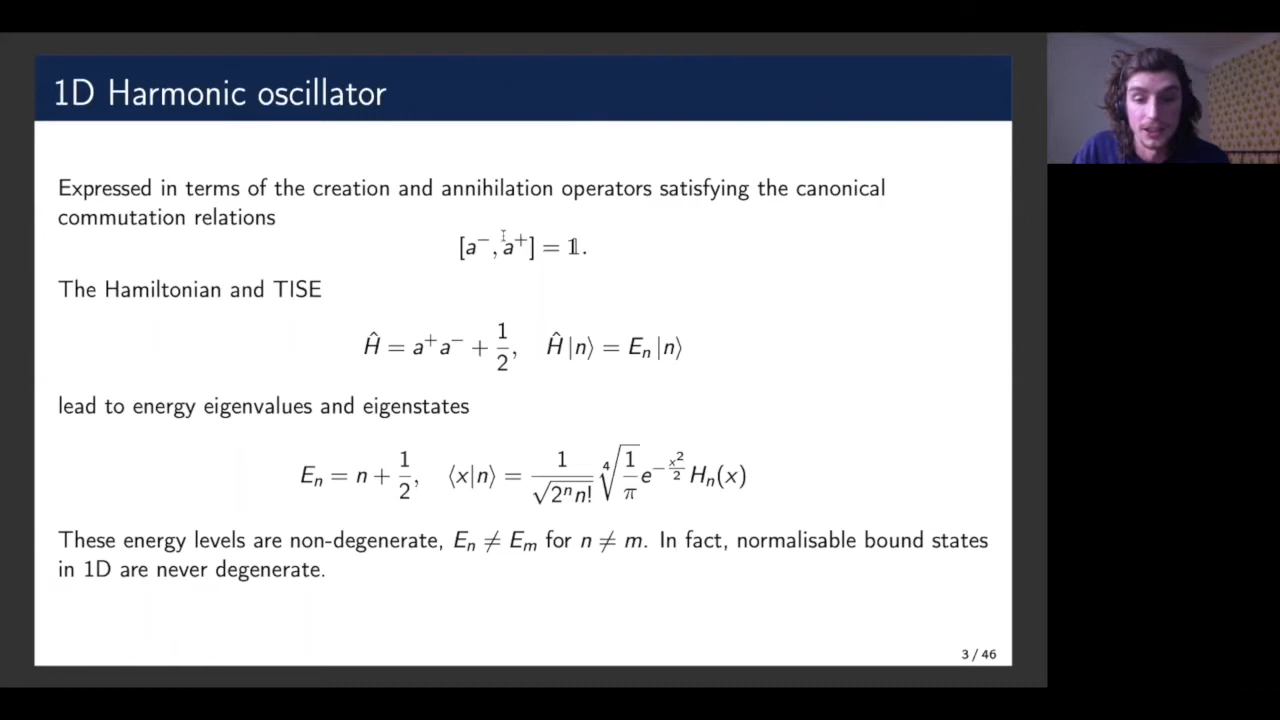 1D Harmonic oscillator
Expressed in terms of the creation and annihilation operators satisfying the canonical
commutation relations
[a⁻, a⁺] = 𝟙.
The Hamiltonian and TISE
Ĥ = a⁺a⁻ + 1/2,   Ĥ |n⟩ = Eₙ |n⟩
lead to energy eigenvalues and eigenstates
Eₙ = n + 1/2,   ⟨x|n⟩ = 1/√(2ⁿn!) ∜(1/π) e^(−x²/2) Hₙ(x)
These energy levels are non-degenerate, Eₙ ≠ Eₘ for n ≠ m. In fact, normalisable bound states
in 1D are never degenerate.
3 / 46